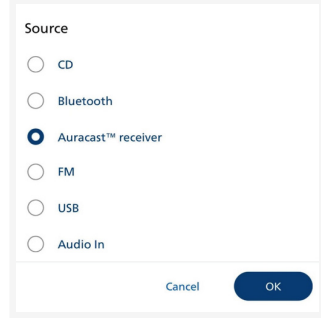 Source
CD
Bluetooth
Auracast™ receiver
FM
USB
Audio In
Cancel OK